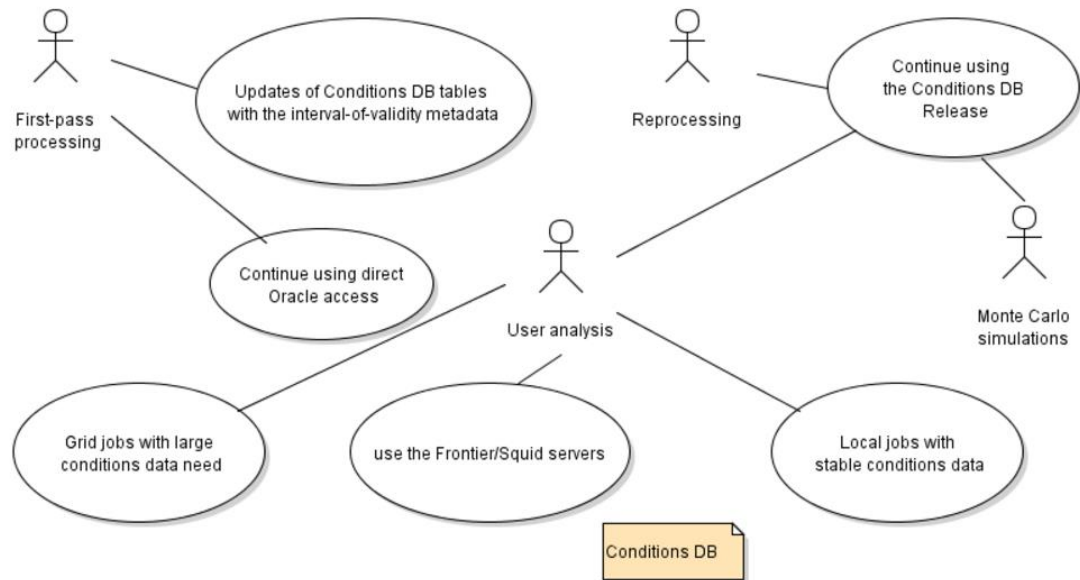 First-pass
processing
Updates of Conditions DB tables
with the interval-of-validity metadata
Reprocessing
Continue using
the Conditions DB
Release
Continue using direct
Oracle access
User analysis
Monte Carlo
simulations
Grid jobs with large
conditions data need
use the Frontier/Squid servers
Local jobs with
stable conditions data
Conditions DB